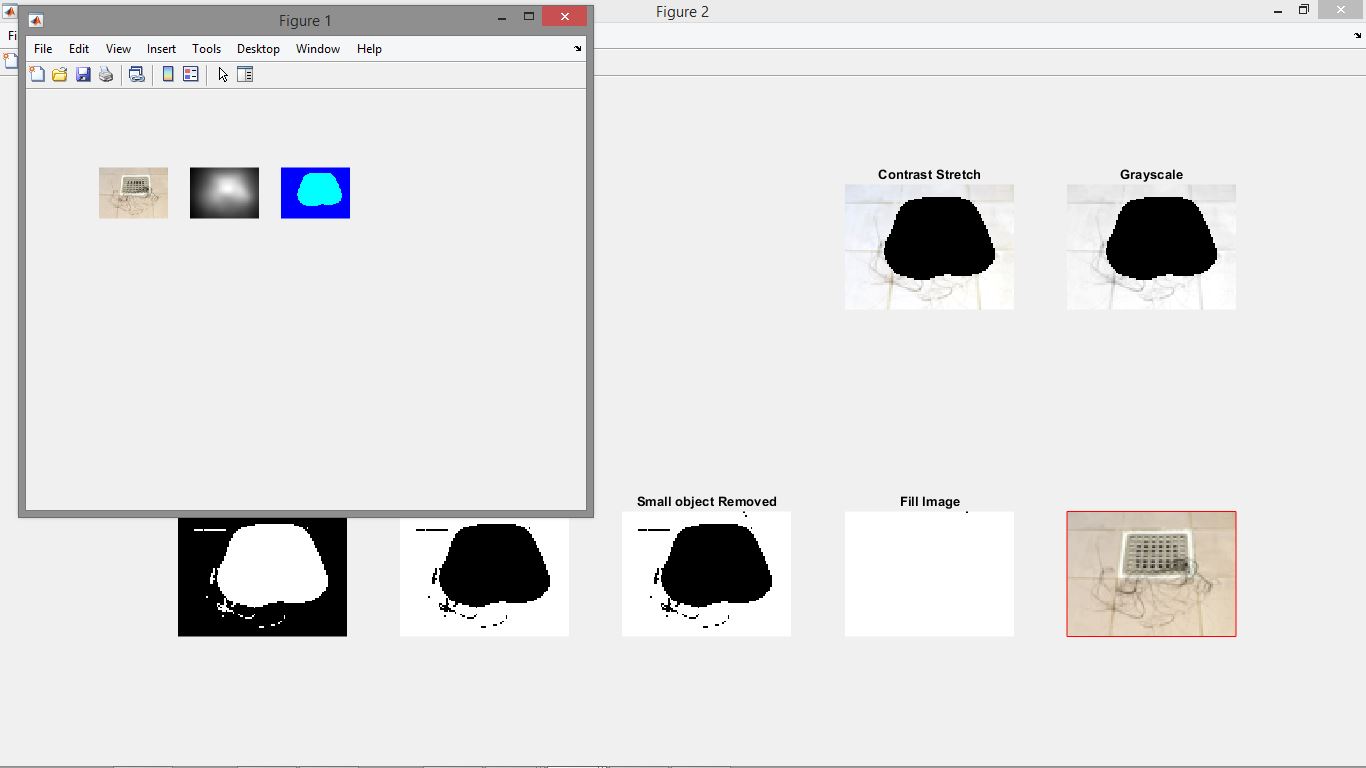 Figure 1
Figure 2
File Edit View Insert Tools Desktop Window Help
Fi
Contrast Stretch
Grayscale
Small object Removed
Fill Image